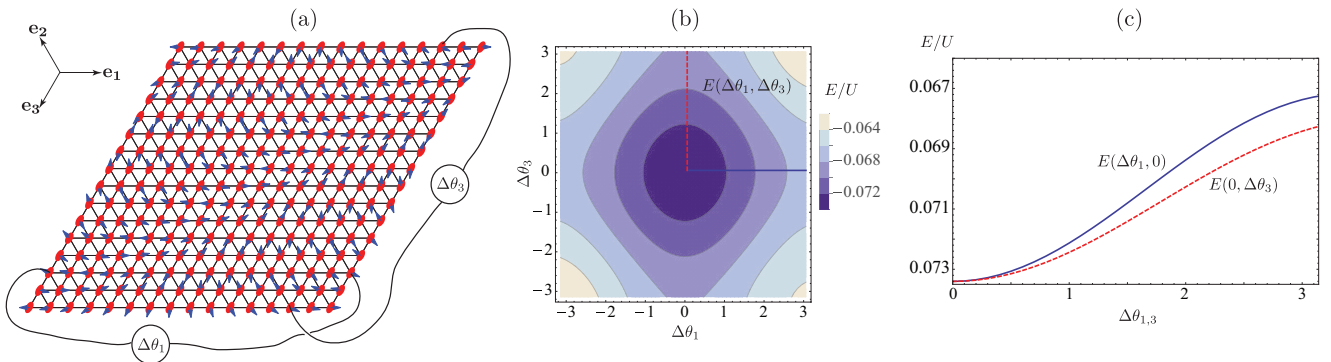 (a)
e₂
e₁
e₃
Δθ₃
Δθ₁
(b)
3
2
1
0
−1
−2
−3
Δθ₃
E(Δθ₁, Δθ₃)
−3 −2 −1 0 1 2 3
Δθ₁
E/U
−0.064
−0.068
−0.072
(c)
E/U
0.067
0.069
0.071
0.073
E(Δθ₁, 0)
E(0, Δθ₃)
0 1 2 3
Δθ₁,₃